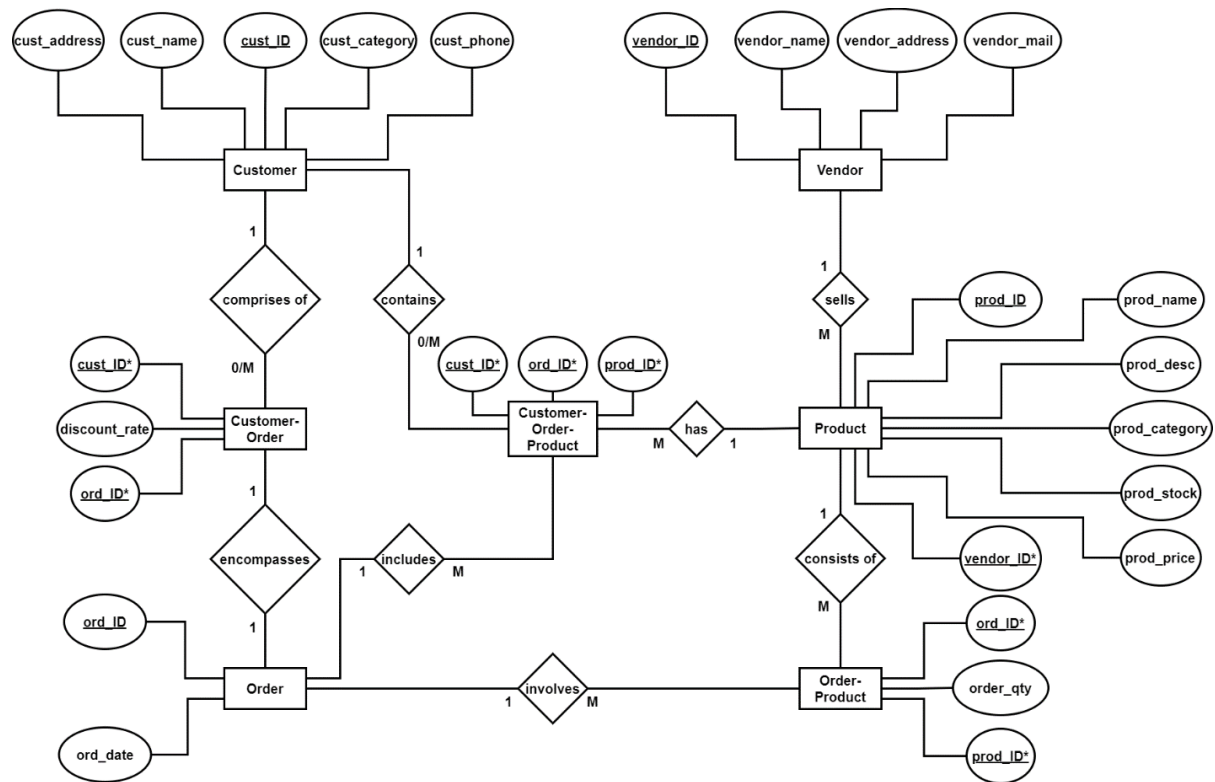 cust_address
cust_name
cust_ID
cust_category
cust_phone
vendor_ID
vendor_name
vendor_address
vendor_mail
Customer
Vendor
1
1
1
comprises of
contains
sells
prod_ID
prod_name
0/M
0/M
M
cust_ID*
cust_ID*
ord_ID*
prod_ID*
prod_desc
discount_rate
Customer-
Order
Customer-
Order-
Product
M
has
1
Product
prod_category
ord_ID*
1
1
prod_stock
encompasses
1
includes
M
consists of
vendor_ID*
prod_price
1
M
ord_ID
ord_ID*
Order
1
involves
M
Order-
Product
order_qty
ord_date
prod_ID*